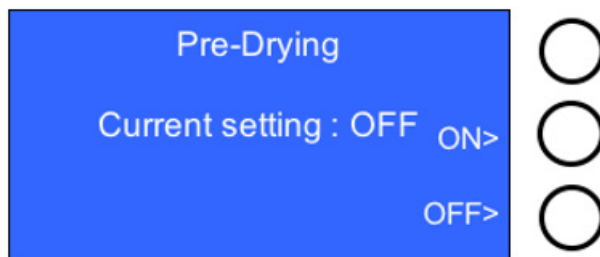 Pre-Drying
Current setting : OFF ON>
OFF>